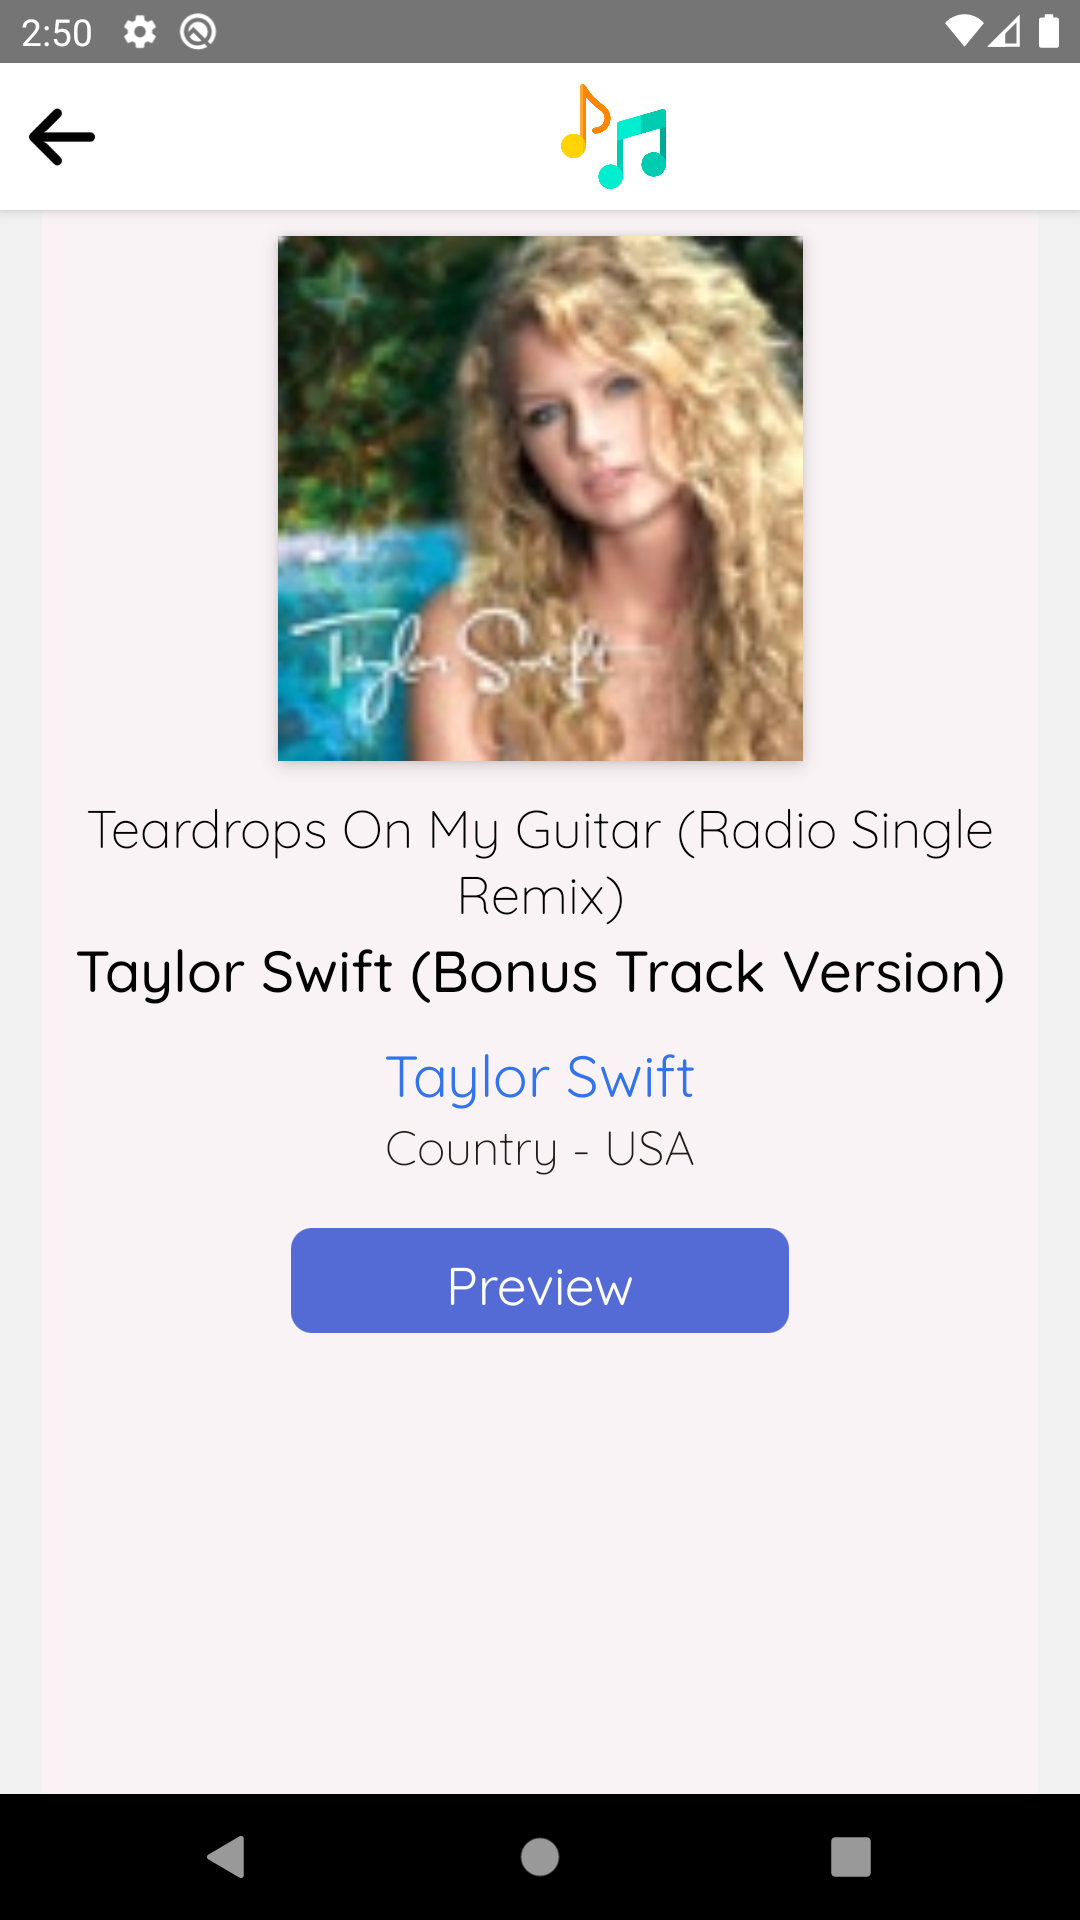 2:50
Taylor Swift
Teardrops On My Guitar (Radio Single
Remix)
Taylor Swift (Bonus Track Version)
Taylor Swift
Country - USA
Preview